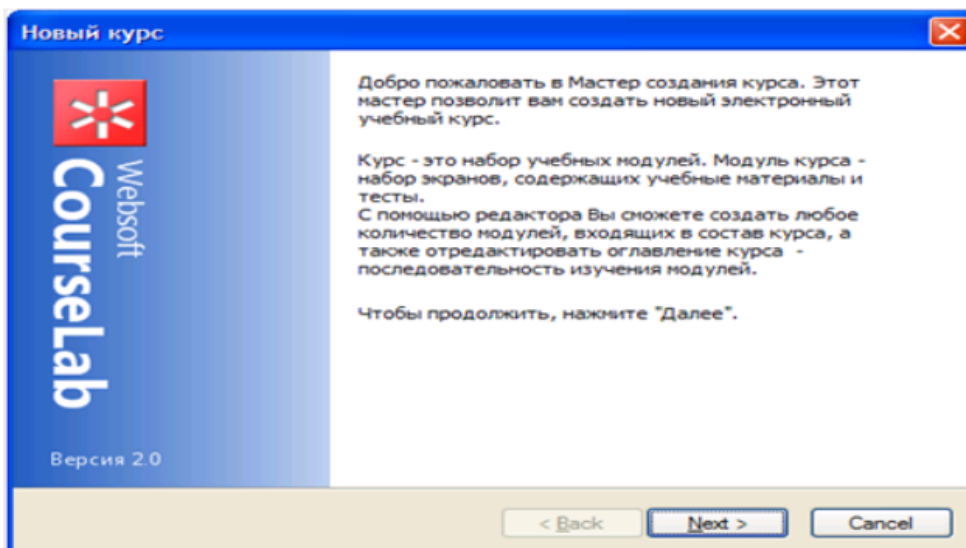 Новый курс
Websoft
CourseLab
Версия 2.0
Добро пожаловать в Мастер создания курса. Этот
мастер позволит вам создать новый электронный
учебный курс.
Курс - это набор учебных модулей. Модуль курса -
набор экранов, содержащих учебные материалы и
тесты.
С помощью редактора Вы сможете создать любое
количество модулей, входящих в состав курса, а
также отредактировать оглавление курса -
последовательность изучения модулей.
Чтобы продолжить, нажмите "Далее".
< Back
Next >
Cancel